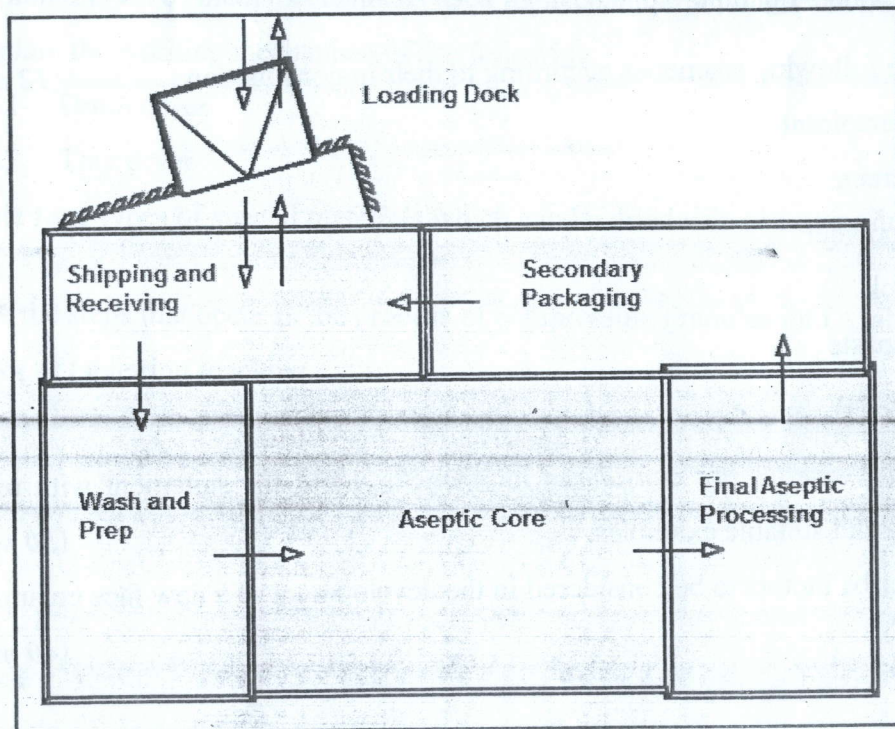 Loading Dock
Shipping and
Receiving
Secondary
Packaging
Wash and
Prep
Aseptic Core
Final Aseptic
Processing